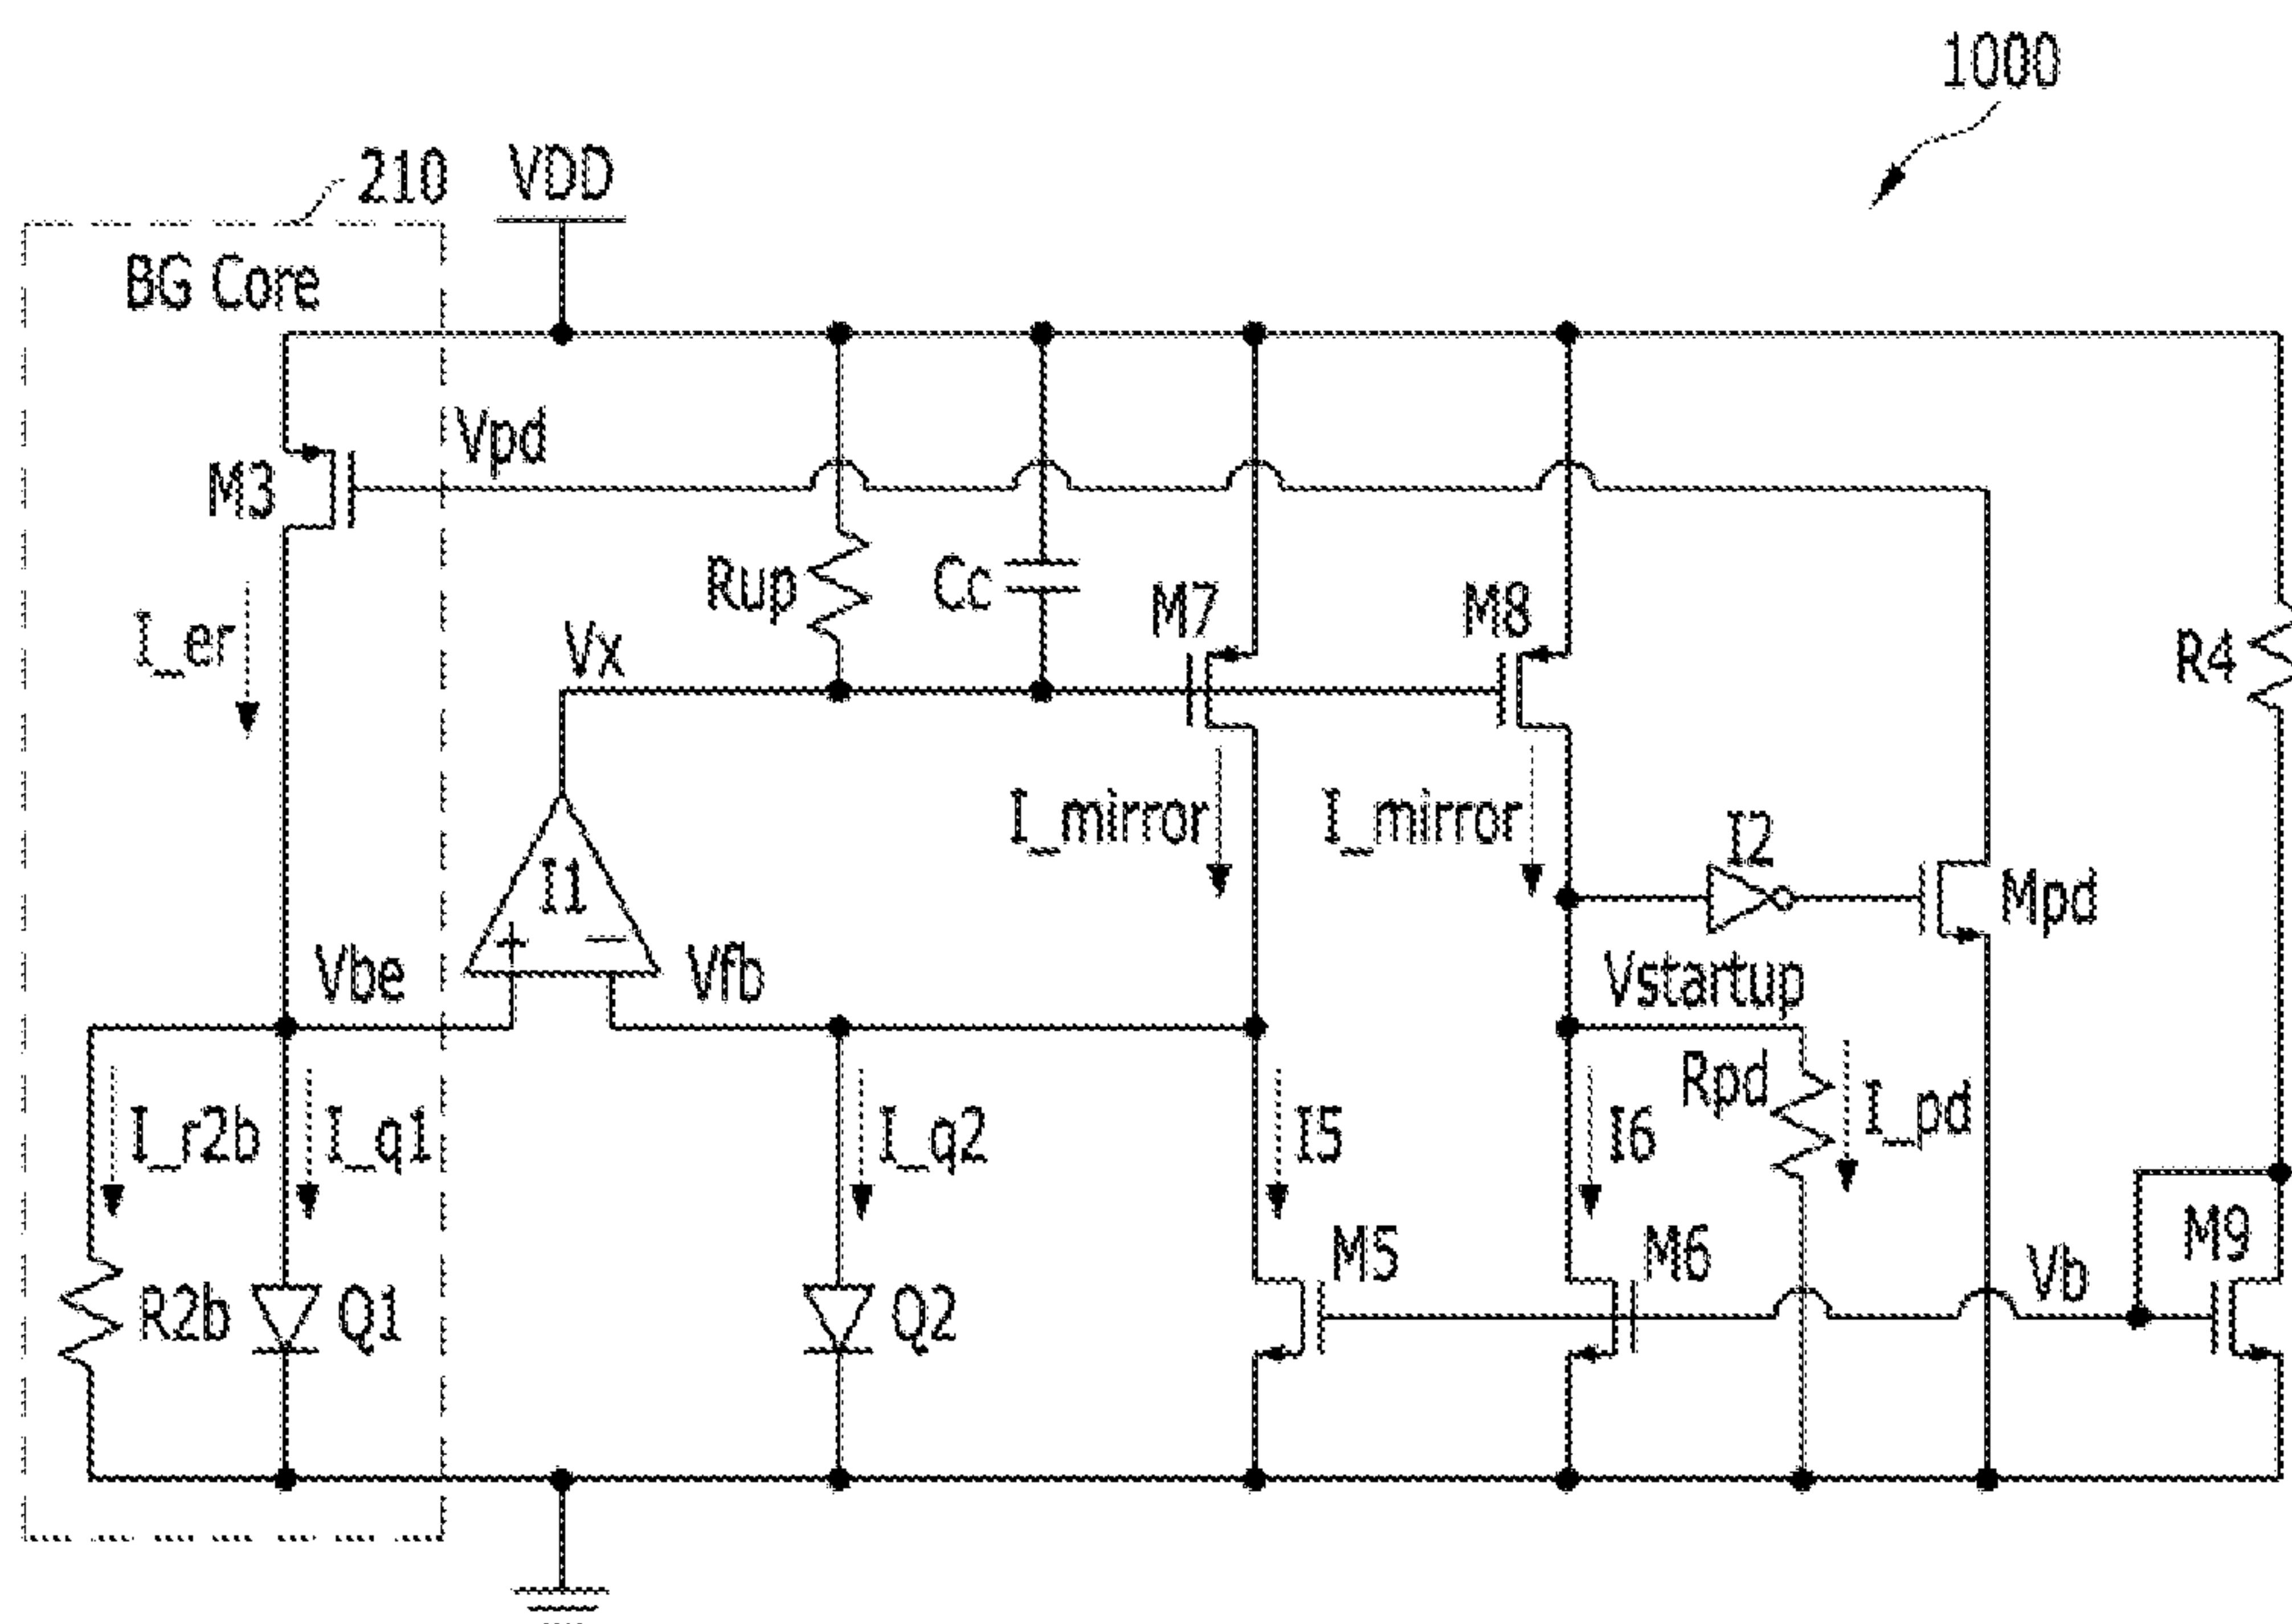 1000
210
VDD
BG Core
Vpd
M3
Rup
Cc
M7
M8
I_er
Vx
R4
I_mirror
I_mirror
I2
I1
Mpd
+
−
Vbe
Vfb
Vstartup
Rpd
I_r2b
I_q1
I_q2
I5
I6
I_pd
M5
M6
M9
Vb
R2b
Q1
Q2